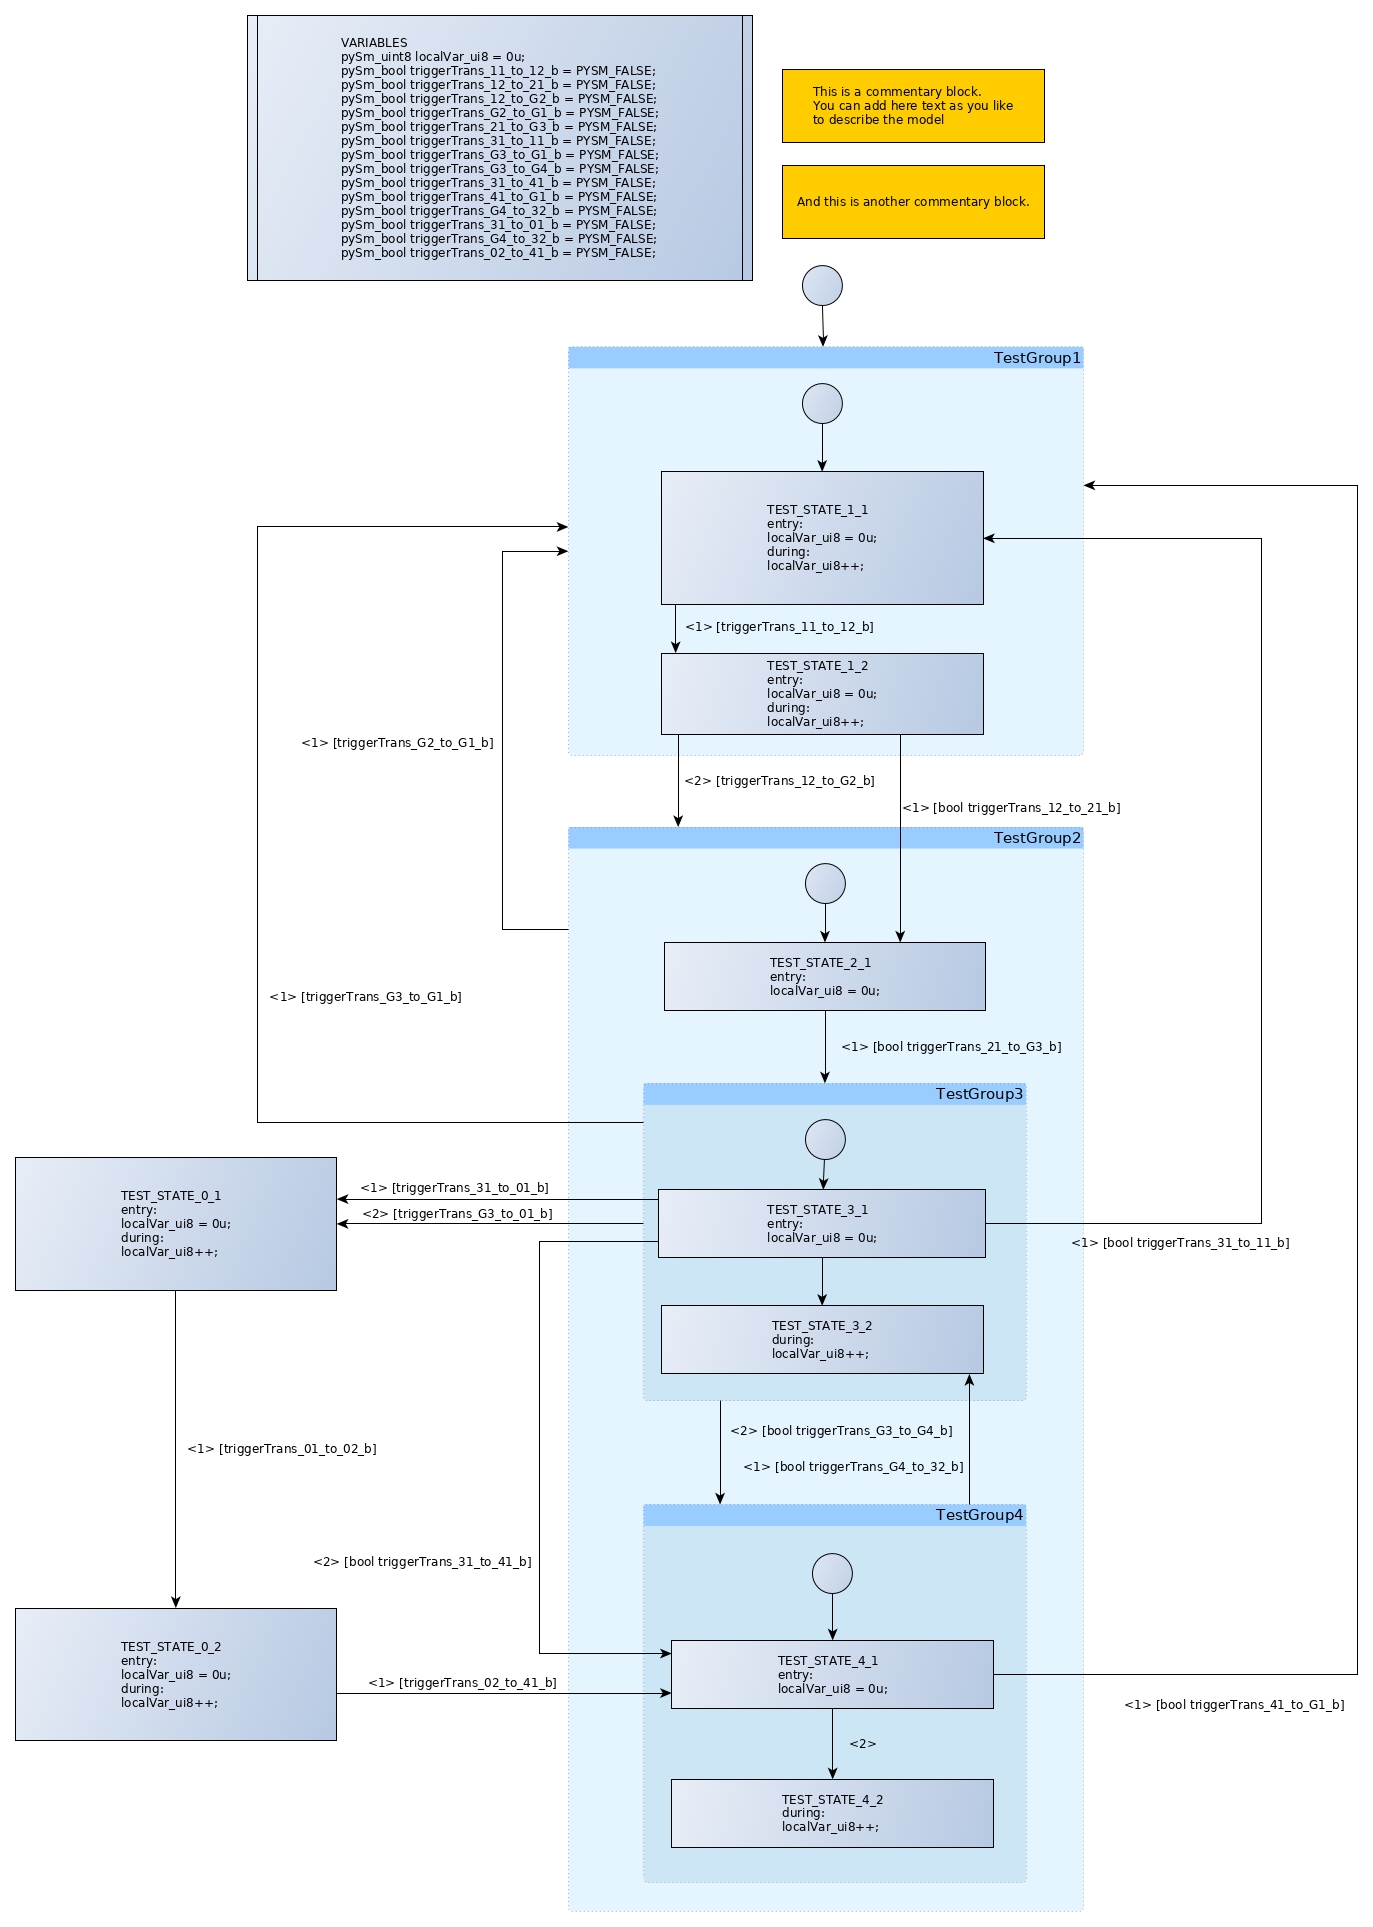 VARIABLES
pySm_uint8 localVar_ui8 = 0u;
pySm_bool triggerTrans_11_to_12_b = PYSM_FALSE;
pySm_bool triggerTrans_12_to_21_b = PYSM_FALSE;
pySm_bool triggerTrans_12_to_G2_b = PYSM_FALSE;
pySm_bool triggerTrans_G2_to_G1_b = PYSM_FALSE;
pySm_bool triggerTrans_21_to_G3_b = PYSM_FALSE;
pySm_bool triggerTrans_31_to_11_b = PYSM_FALSE;
pySm_bool triggerTrans_G3_to_G1_b = PYSM_FALSE;
pySm_bool triggerTrans_G3_to_G4_b = PYSM_FALSE;
pySm_bool triggerTrans_31_to_41_b = PYSM_FALSE;
pySm_bool triggerTrans_41_to_G1_b = PYSM_FALSE;
pySm_bool triggerTrans_G4_to_32_b = PYSM_FALSE;
pySm_bool triggerTrans_31_to_01_b = PYSM_FALSE;
pySm_bool triggerTrans_G4_to_32_b = PYSM_FALSE;
pySm_bool triggerTrans_02_to_41_b = PYSM_FALSE;
This is a commentary block.
You can add here text as you like
to describe the model
And this is another commentary block.
TestGroup1
TEST_STATE_1_1
entry:
localVar_ui8 = 0u;
during:
localVar_ui8++;
<1> [triggerTrans_11_to_12_b]
TEST_STATE_1_2
entry:
localVar_ui8 = 0u;
during:
localVar_ui8++;
<1> [triggerTrans_G2_to_G1_b]
<2> [triggerTrans_12_to_G2_b]
<1> [bool triggerTrans_12_to_21_b]
TestGroup2
TEST_STATE_2_1
entry:
localVar_ui8 = 0u;
<1> [triggerTrans_G3_to_G1_b]
<1> [bool triggerTrans_21_to_G3_b]
TestGroup3
TEST_STATE_0_1
entry:
localVar_ui8 = 0u;
during:
localVar_ui8++;
<1> [triggerTrans_31_to_01_b]
<2> [triggerTrans_G3_to_01_b]
TEST_STATE_3_1
entry:
localVar_ui8 = 0u;
<1> [bool triggerTrans_31_to_11_b]
TEST_STATE_3_2
during:
localVar_ui8++;
<2> [bool triggerTrans_G3_to_G4_b]
<1> [triggerTrans_01_to_02_b]
<1> [bool triggerTrans_G4_to_32_b]
TestGroup4
<2> [bool triggerTrans_31_to_41_b]
TEST_STATE_0_2
entry:
localVar_ui8 = 0u;
during:
localVar_ui8++;
<1> [triggerTrans_02_to_41_b]
TEST_STATE_4_1
entry:
localVar_ui8 = 0u;
<1> [bool triggerTrans_41_to_G1_b]
<2>
TEST_STATE_4_2
during:
localVar_ui8++;